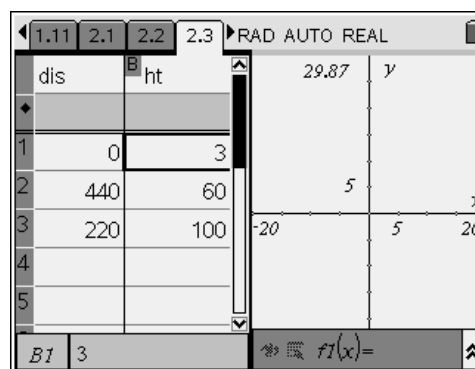 1.11 2.1 2.2 2.3 RAD AUTO REAL
dis B ht
1 0 3
2 440 60
3 220 100
4
5
B1 3
29.87 y
5
-20 5 20
f1(x)=